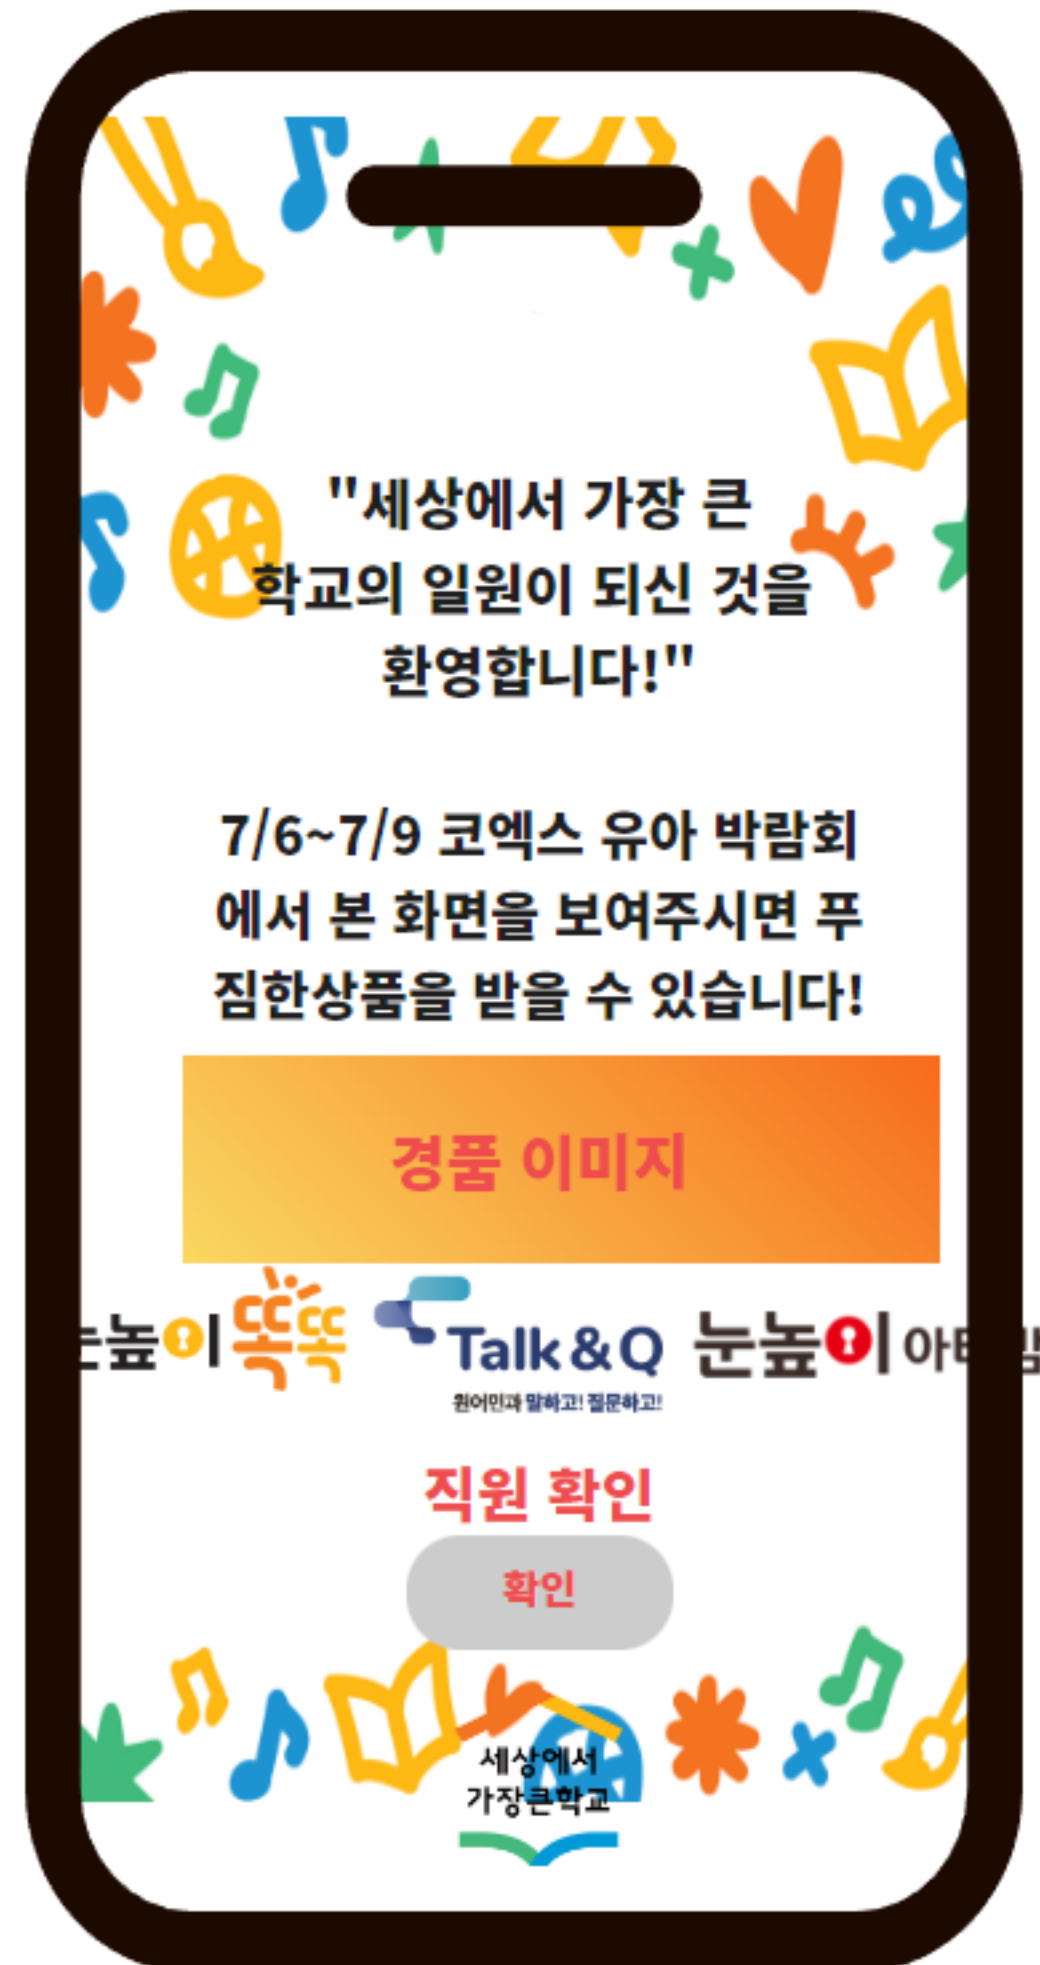 "세상에서 가장 큰
학교의 일원이 되신 것을
환영합니다!"
7/6~7/9 코엑스 유아 박람회
에서 본 화면을 보여주시면 푸
짐한상품을 받을 수 있습니다!
경품 이미지
눈높이 똑똑
Talk & Q
원어민과 말하고! 질문하고!
눈높이
직원 확인
확인
세상에서
가장큰학교